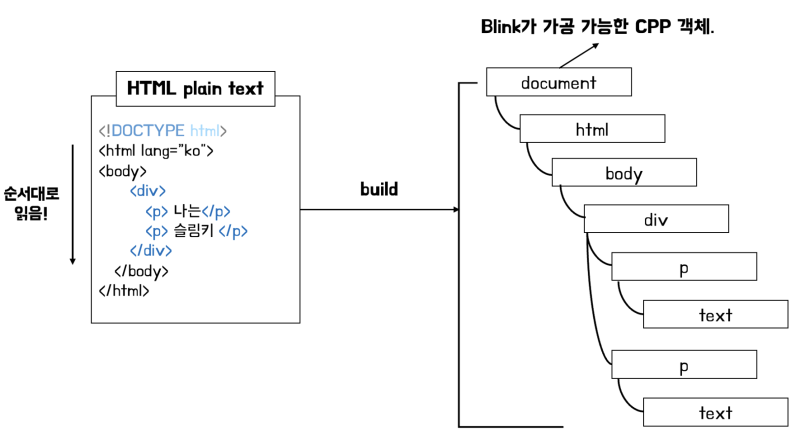 Blink가 가공 가능한 CPP 객체.
HTML plain text
<!DOCTYPE html>
<html lang="ko">
<body>
<div>
<p> 나는</p>
<p> 슬링키 </p>
</div>
</body>
</html>
순서대로
읽음!
build
document
html
body
div
p
text
p
text